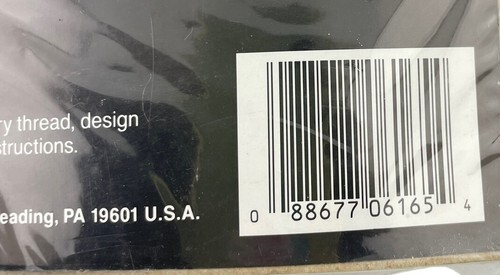 ry thread, design
structions.
eading, PA 19601 U.S.A.
0 88677 06165 4